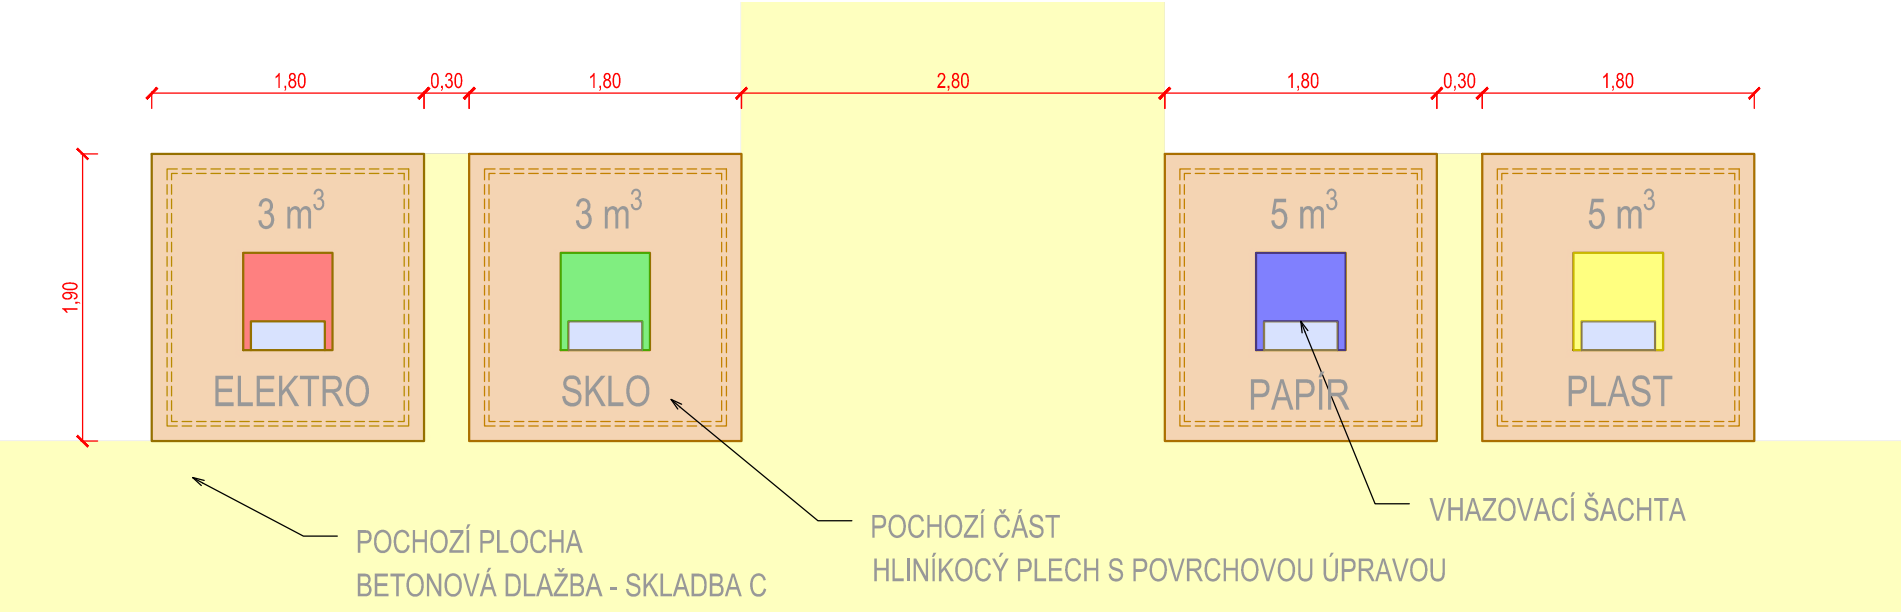 1,80 0,30 1,80 2,80 1,80 0,30 1,80
1,90
3 m³ 3 m³ 5 m³ 5 m³
ELEKTRO SKLO PAPÍR PLAST
VHAZOVACÍ ŠACHTA
POCHOZÍ ČÁST
HLINÍKOCÝ PLECH S POVRCHOVOU ÚPRAVOU
POCHOZÍ PLOCHA
BETONOVÁ DLAŽBA - SKLADBA C